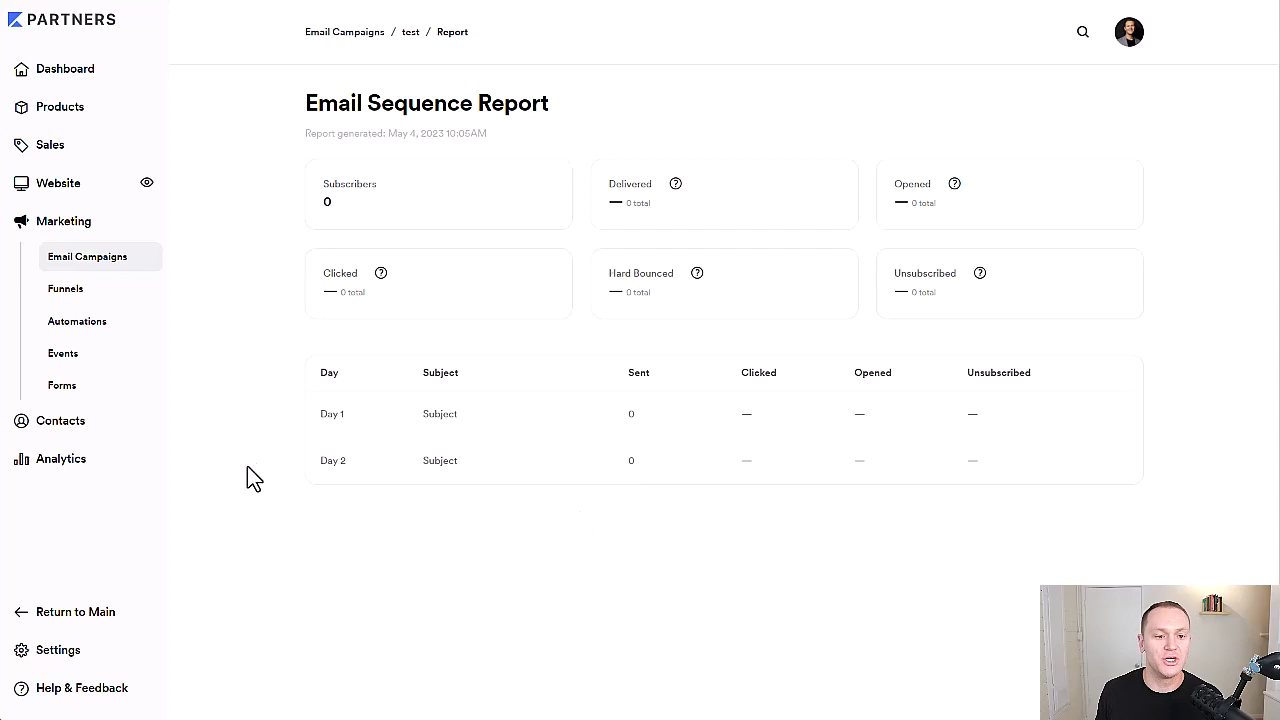 PARTNERS
Email Campaigns / test / Report
Dashboard
Products
Sales
Website
Marketing
Email Campaigns
Funnels
Automations
Events
Forms
Contacts
Analytics
Return to Main
Settings
Help & Feedback
Email Sequence Report
Report generated: May 4, 2023 10:05AM
Subscribers
0
Delivered ?
— 0 total
Opened ?
— 0 total
Clicked ?
— 0 total
Hard Bounced ?
— 0 total
Unsubscribed ?
— 0 total
Day Subject Sent Clicked Opened Unsubscribed
Day 1 Subject 0 — — —
Day 2 Subject 0 — — —